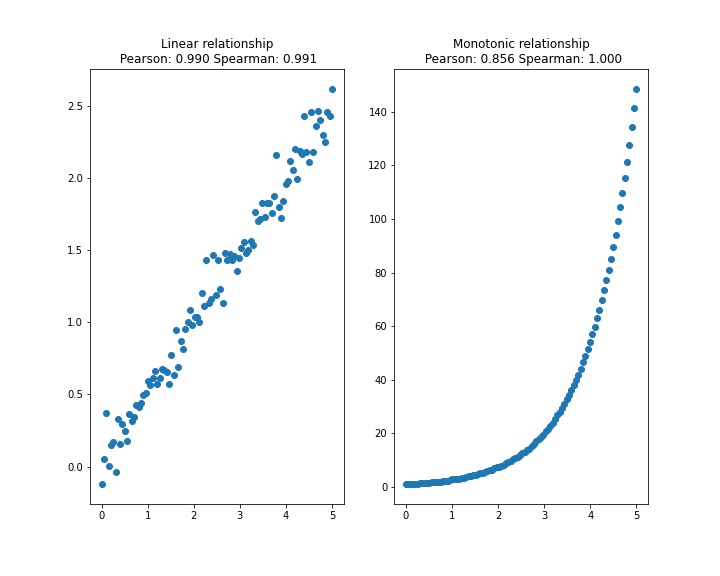 Linear relationship
Pearson: 0.990 Spearman: 0.991
Monotonic relationship
Pearson: 0.856 Spearman: 1.000
2.5
2.0
1.5
1.0
0.5
0.0
0 1 2 3 4 5
140
120
100
80
60
40
20
0
0 1 2 3 4 5